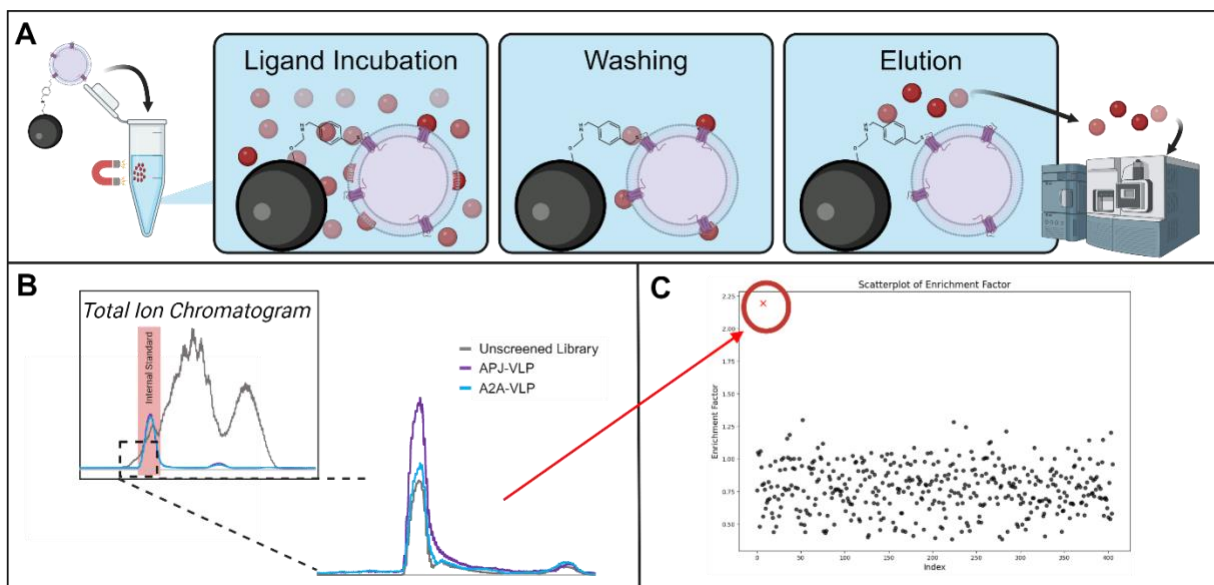 A
Ligand Incubation
Washing
Elution
B
Total Ion Chromatogram
Internal Standard
Unscreened Library
APJ-VLP
A2A-VLP
C
Scatterplot of Enrichment Factor
Enrichment Factor
2.25
2.00
1.75
1.50
1.25
1.00
0.75
0.50
0 50 100 150 200 250 300 350 400
Index